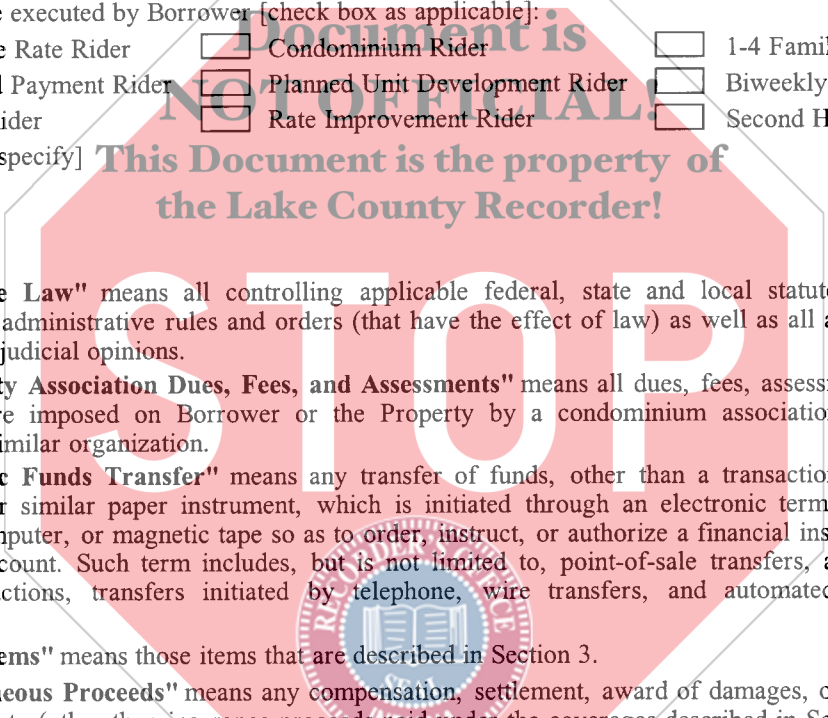 e executed by Borrower [check box as applicable]:
Document is
e Rate Rider Condominium Rider 1-4 Famil
l Payment Rider Planned Unit Development Rider Biweekly
NOT OFFICIAL!
ider Rate Improvement Rider Second H
specify]
This Document is the property of
the Lake County Recorder!
e Law" means all controlling applicable federal, state and local statute
administrative rules and orders (that have the effect of law) as well as all a
judicial opinions.
ty Association Dues, Fees, and Assessments" means all dues, fees, assess
re imposed on Borrower or the Property by a condominium association
imilar organization.
c Funds Transfer" means any transfer of funds, other than a transaction
r similar paper instrument, which is initiated through an electronic term
nputer, or magnetic tape so as to order, instruct, or authorize a financial ins
count. Such term includes, but is not limited to, point-of-sale transfers, a
ctions, transfers initiated by telephone, wire transfers, and automated
ems" means those items that are described in Section 3.
neous Proceeds" means any compensation, settlement, award of damages, o
STOP
RECORDER'S OFFICE
SEAL